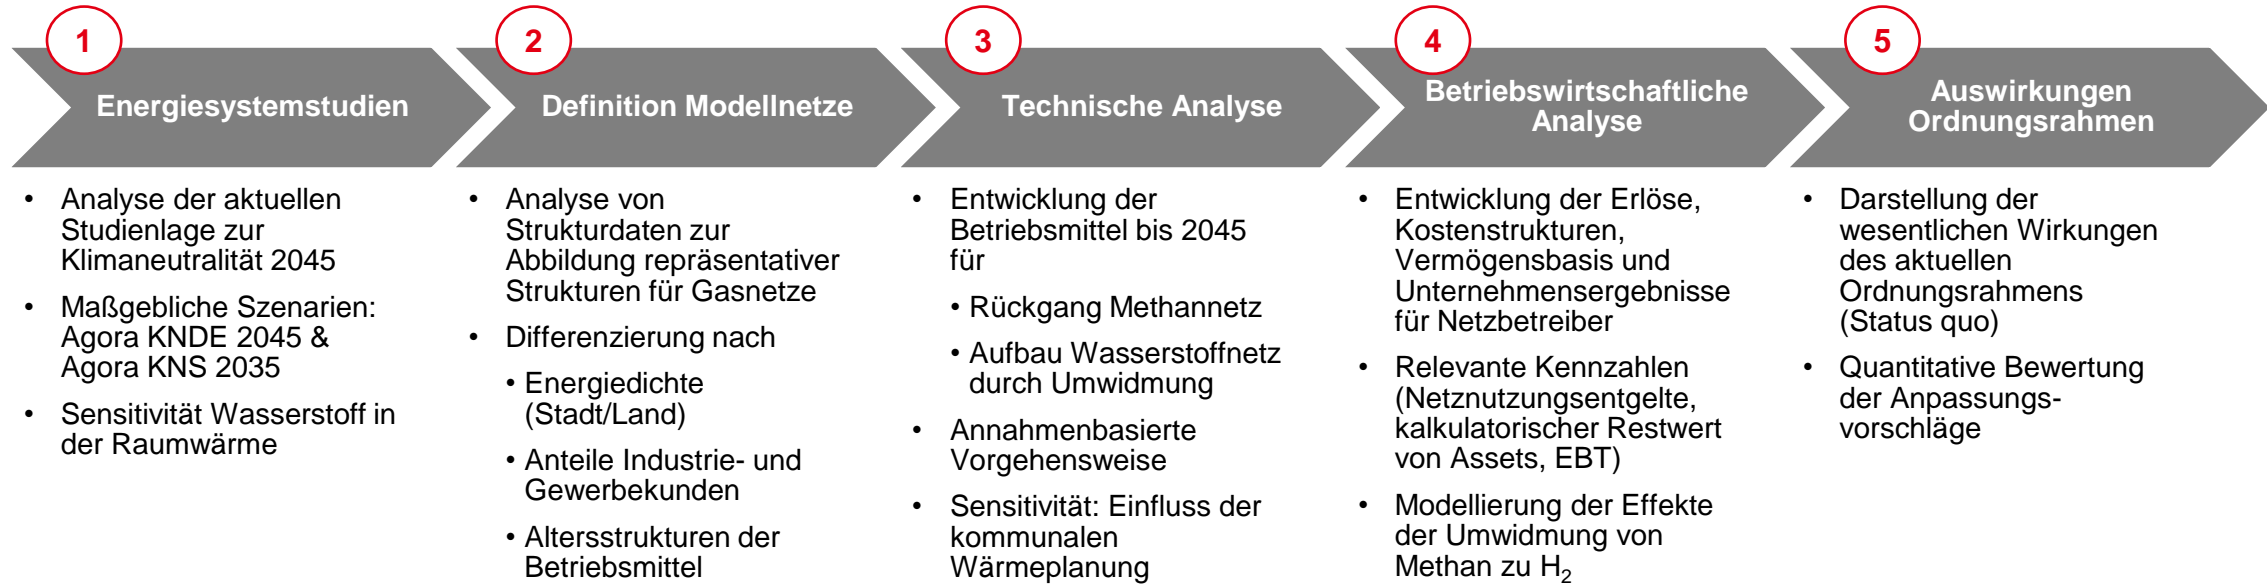 1
Energiesystemstudien
• Analyse der aktuellen
Studienlage zur
Klimaneutralität 2045
• Maßgebliche Szenarien:
Agora KNDE 2045 &
Agora KNS 2035
• Sensitivität Wasserstoff in
der Raumwärme
2
Definition Modellnetze
• Analyse von
Strukturdaten zur
Abbildung repräsentativer
Strukturen für Gasnetze
• Differenzierung nach
• Energiedichte
(Stadt/Land)
• Anteile Industrie- und
Gewerbekunden
• Altersstrukturen der
Betriebsmittel
3
Technische Analyse
• Entwicklung der
Betriebsmittel bis 2045
für
• Rückgang Methannetz
• Aufbau Wasserstoffnetz
durch Umwidmung
• Annahmenbasierte
Vorgehensweise
• Sensitivität: Einfluss der
kommunalen
Wärmeplanung
4
Betriebswirtschaftliche
Analyse
• Entwicklung der Erlöse,
Kostenstrukturen,
Vermögensbasis und
Unternehmensergebnisse
für Netzbetreiber
• Relevante Kennzahlen
(Netznutzungsentgelte,
kalkulatorischer Restwert
von Assets, EBT)
• Modellierung der Effekte
der Umwidmung von
Methan zu H₂
5
Auswirkungen
Ordnungsrahmen
• Darstellung der
wesentlichen Wirkungen
des aktuellen
Ordnungsrahmens
(Status quo)
• Quantitative Bewertung
der Anpassungs-
vorschläge